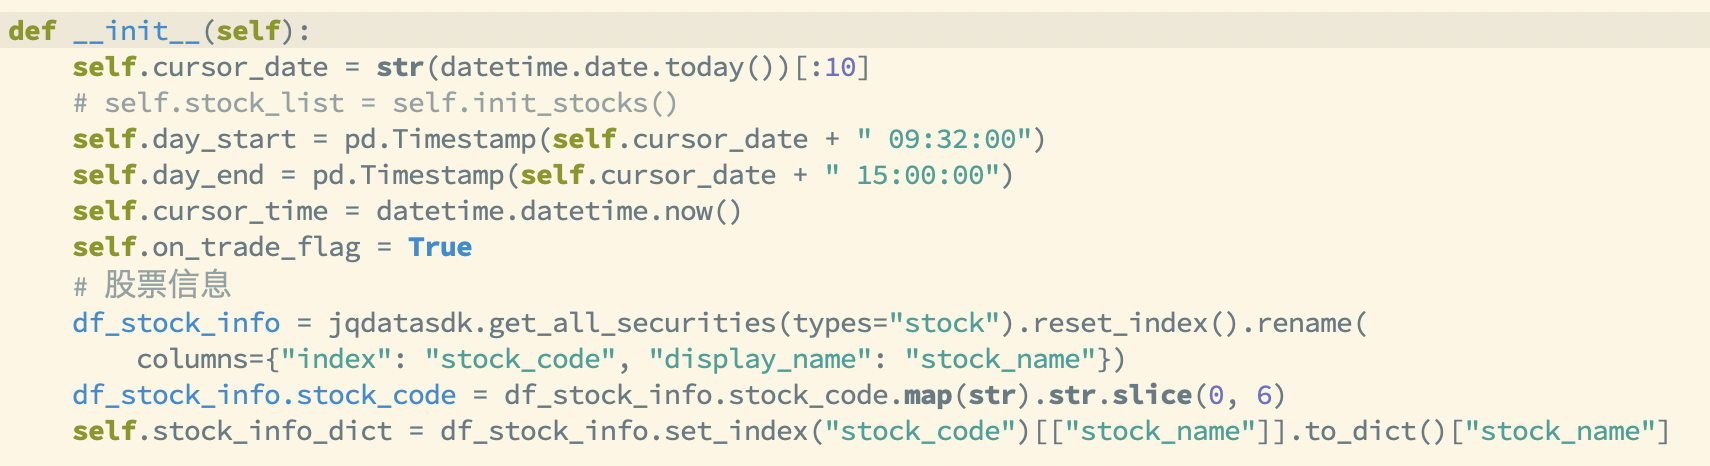 def __init__(self):
    self.cursor_date = str(datetime.date.today())[:10]
    # self.stock_list = self.init_stocks()
    self.day_start = pd.Timestamp(self.cursor_date + " 09:32:00")
    self.day_end = pd.Timestamp(self.cursor_date + " 15:00:00")
    self.cursor_time = datetime.datetime.now()
    self.on_trade_flag = True
    # 股票信息
    df_stock_info = jqdatasdk.get_all_securities(types="stock").reset_index().rename(
        columns={"index": "stock_code", "display_name": "stock_name"})
    df_stock_info.stock_code = df_stock_info.stock_code.map(str).str.slice(0, 6)
    self.stock_info_dict = df_stock_info.set_index("stock_code")[["stock_name"]].to_dict()["stock_name"]